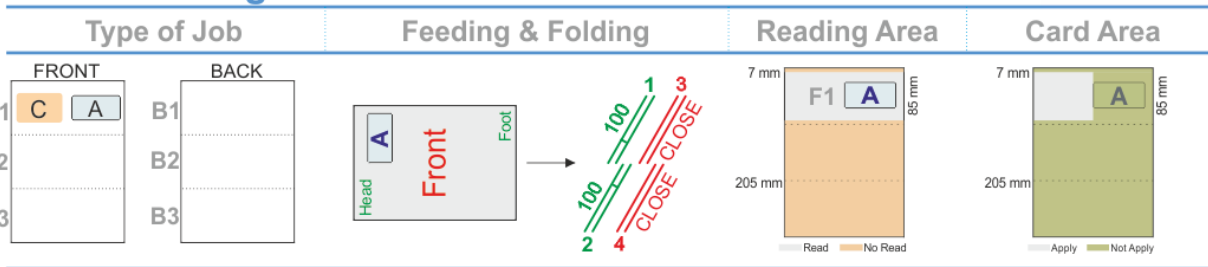 Type of Job
Feeding & Folding
Reading Area
Card Area
FRONT
BACK
1
C
A
B1
2
B2
3
B3
A
Head
Front
Foot
1
3
100
CLOSE
100
CLOSE
2
4
7 mm
F1
A
85 mm
205 mm
Read
No Read
7 mm
A
85 mm
205 mm
Apply
Not Apply